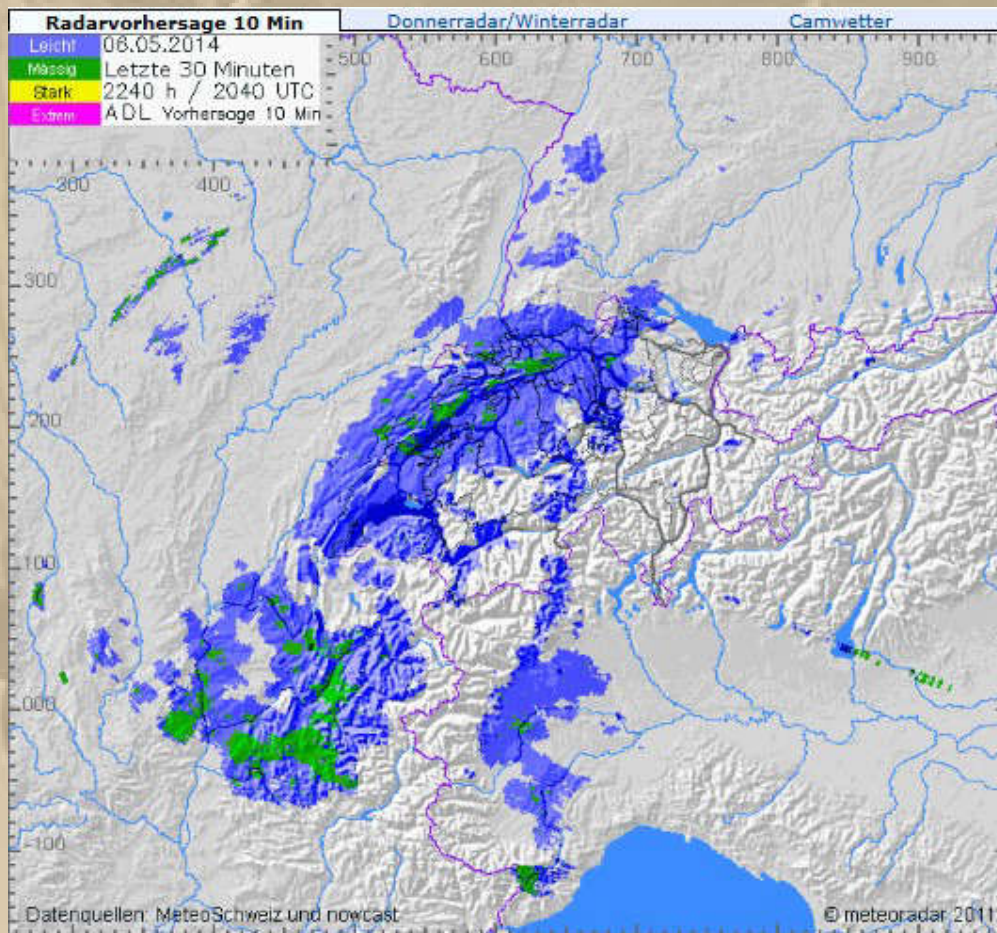 Radarvorhersage 10 Min Donnerradar/Winterradar Camwetter
Leicht 06.05.2014
Mässig Letzte 30 Minuten
Stark 2240 h / 2040 UTC
Extrem ADL Vorhersage 10 Min
500 600 700 800 900
300 400
300
200
100
000
-100
Datenquellen: MeteoSchweiz und nowcast © meteoradar 2011